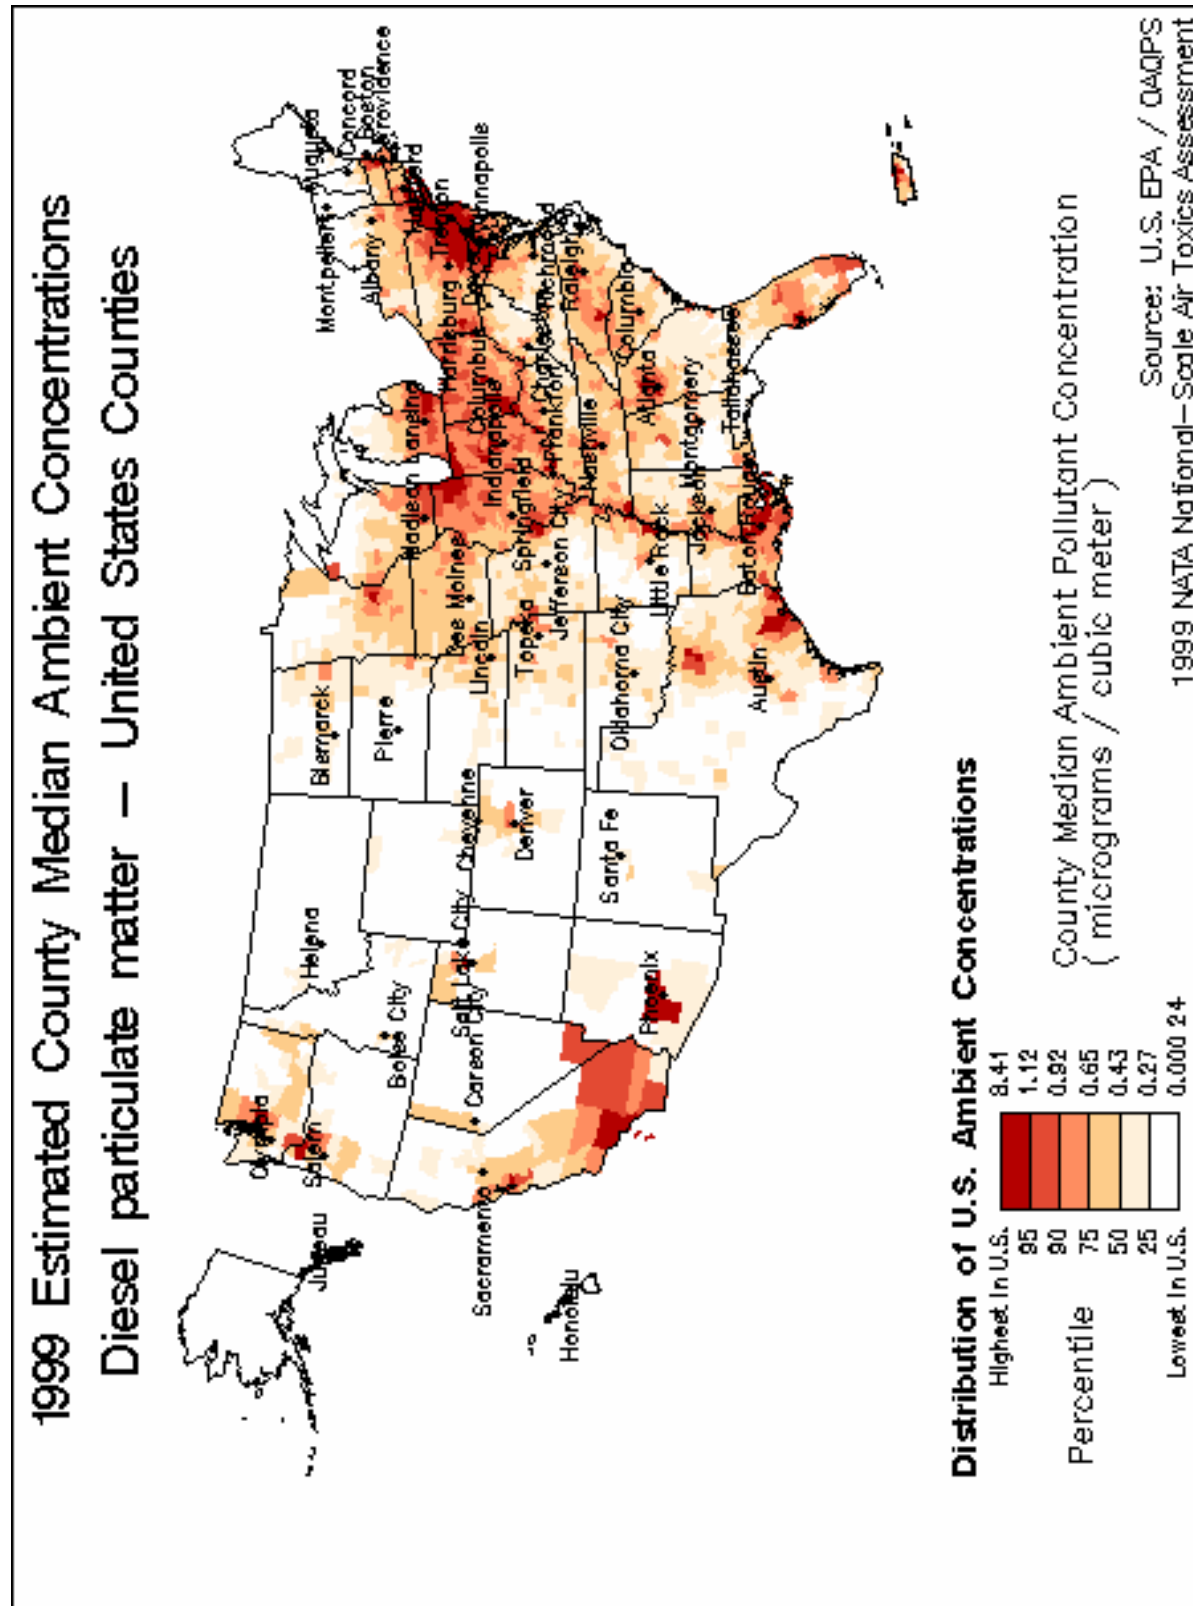 1999 Estimated County Median Ambient Concentrations
Diesel particulate matter — United States Counties
Juneau
Honolulu
Olympia
Salem
Sacramento
Carson City
Boise City
Helena
Salt Lake City
Phoenix
Cheyenne
Denver
Santa Fe
Bismarck
Pierre
Lincoln
Topeka
Oklahoma City
Austin
Des Moines
Jefferson City
Little Rock
Baton Rouge
Madison
Springfield
Jackson
Lansing
Indianapolis
Frankfort
Nashville
Montgomery
Columbus
Charleston
Atlanta
Tallahassee
Harrisburg
Columbia
Raleigh
Richmond
Annapolis
Trenton
Albany
Montpelier
Hartford
Augusta
Concord
Boston
Providence
Distribution of U.S. Ambient Concentrations
Highest in U.S. 8.41
95 1.12
90 0.92
75 0.65
50 0.43
25 0.27
Lowest in U.S. 0.00024
Percentile
County Median Ambient Pollutant Concentration
( micrograms / cubic meter )
Source: U.S. EPA / OAQPS
1999 NATA National-Scale Air Toxics Assessment